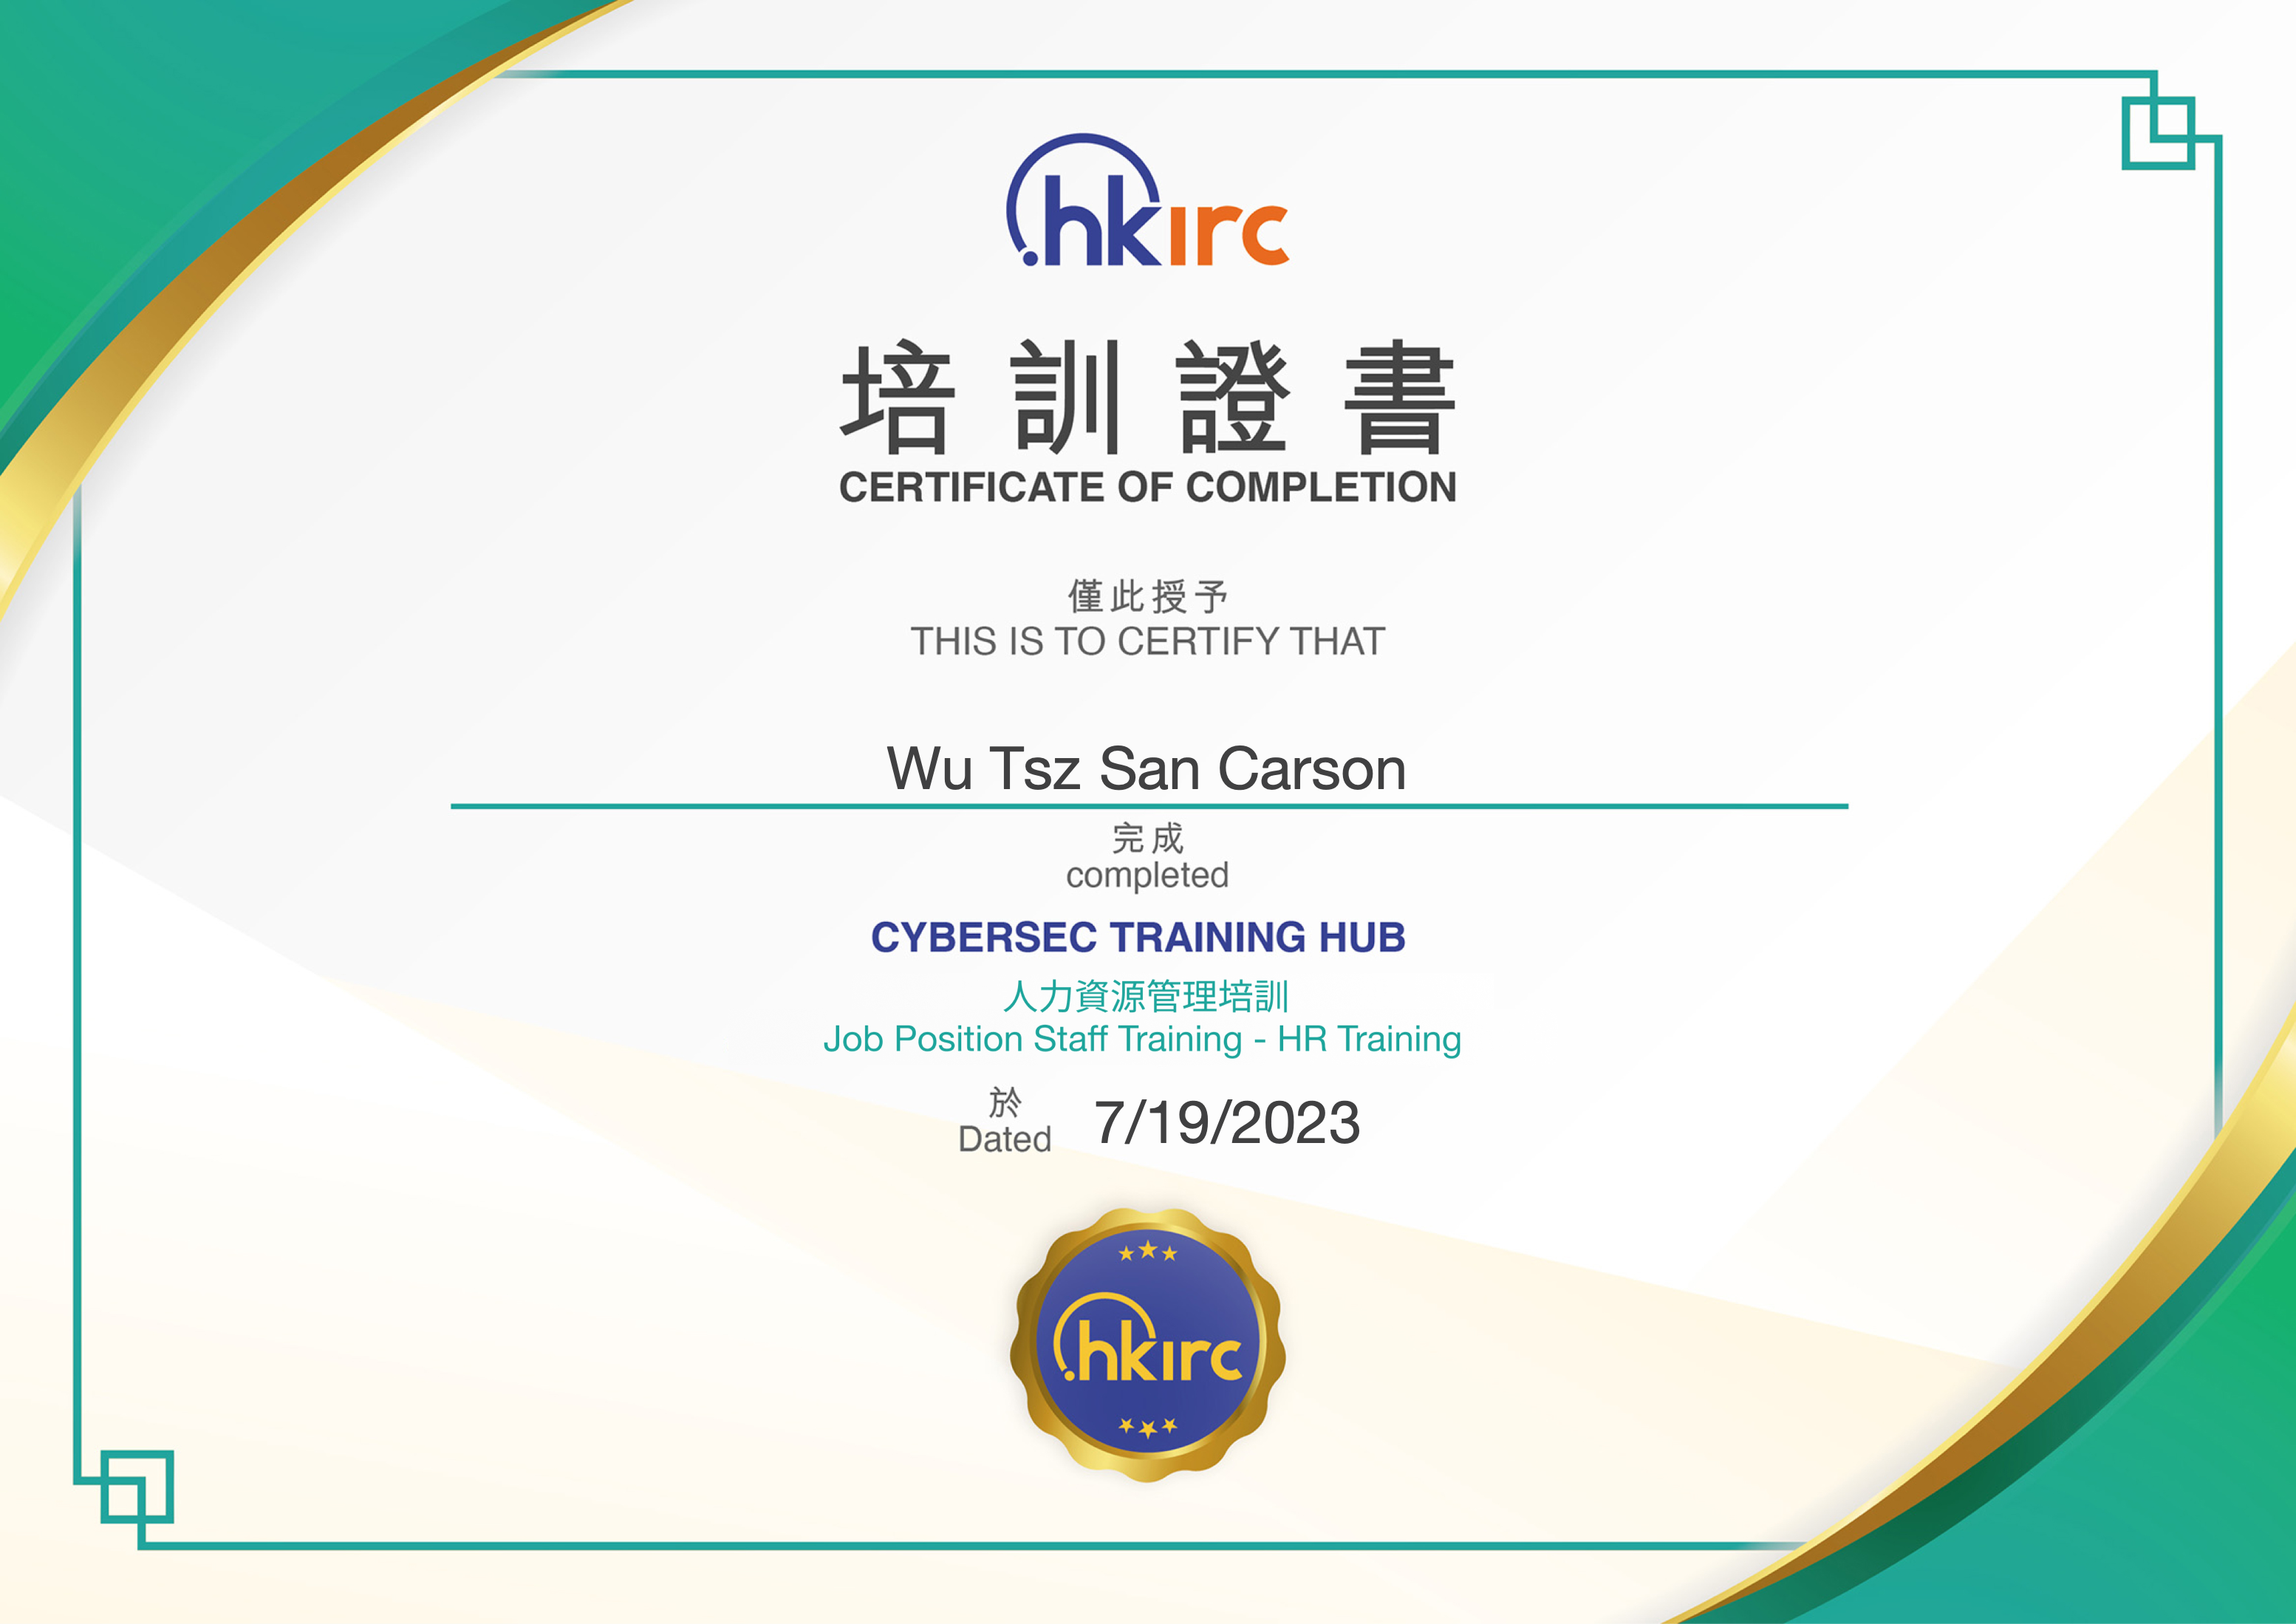 .hkirc
培訓證書
CERTIFICATE OF COMPLETION
僅此授予
THIS IS TO CERTIFY THAT
Wu Tsz San Carson
完成
completed
CYBERSEC TRAINING HUB
人力資源管理培訓
Job Position Staff Training - HR Training
於
Dated 7/19/2023
.hkirc